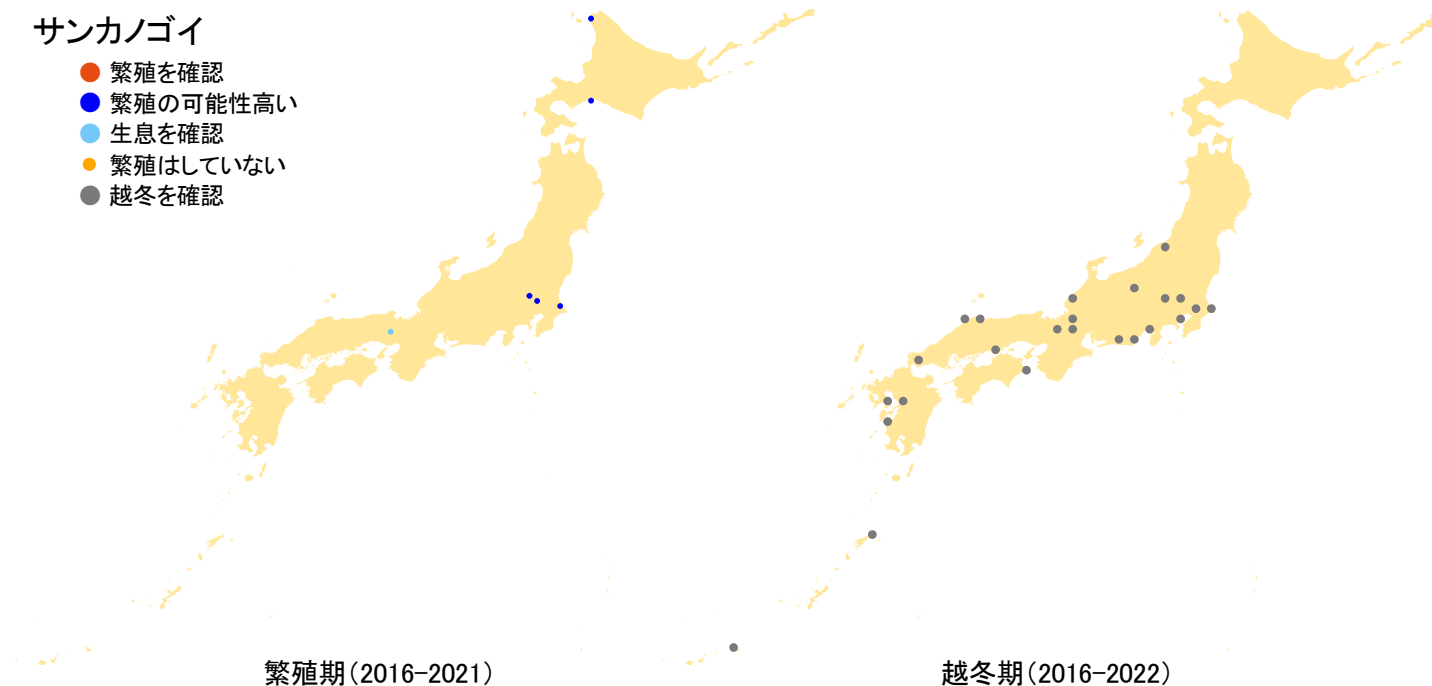 サンカノゴイ
繁殖を確認
繁殖の可能性高い
生息を確認
繁殖はしていない
越冬を確認
繁殖期(2016-2021)
越冬期(2016-2022)